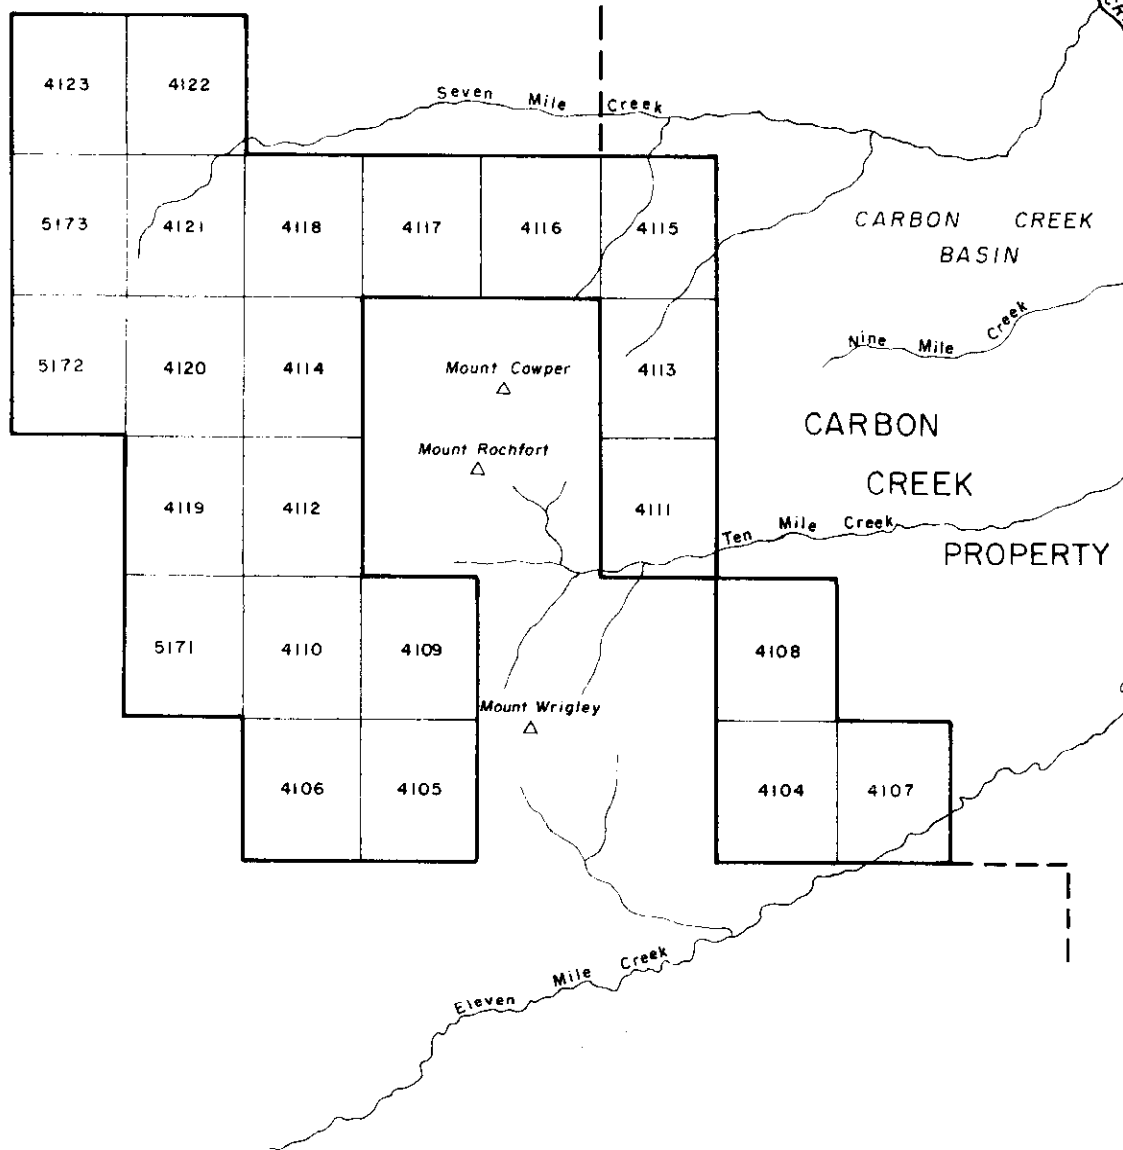 4123 4122
Seven Mile Creek
5173 4121 4118 4117 4116 4115
CARBON CREEK
BASIN
Nine Mile Creek
5172 4120 4114 Mount Cowper 4113
CARBON
Mount Rochfort
CREEK
4119 4112 4111
Ten Mile Creek
PROPERTY
5171 4110 4109 4108
Mount Wrigley
4106 4105 4104 4107
Eleven Mile Creek